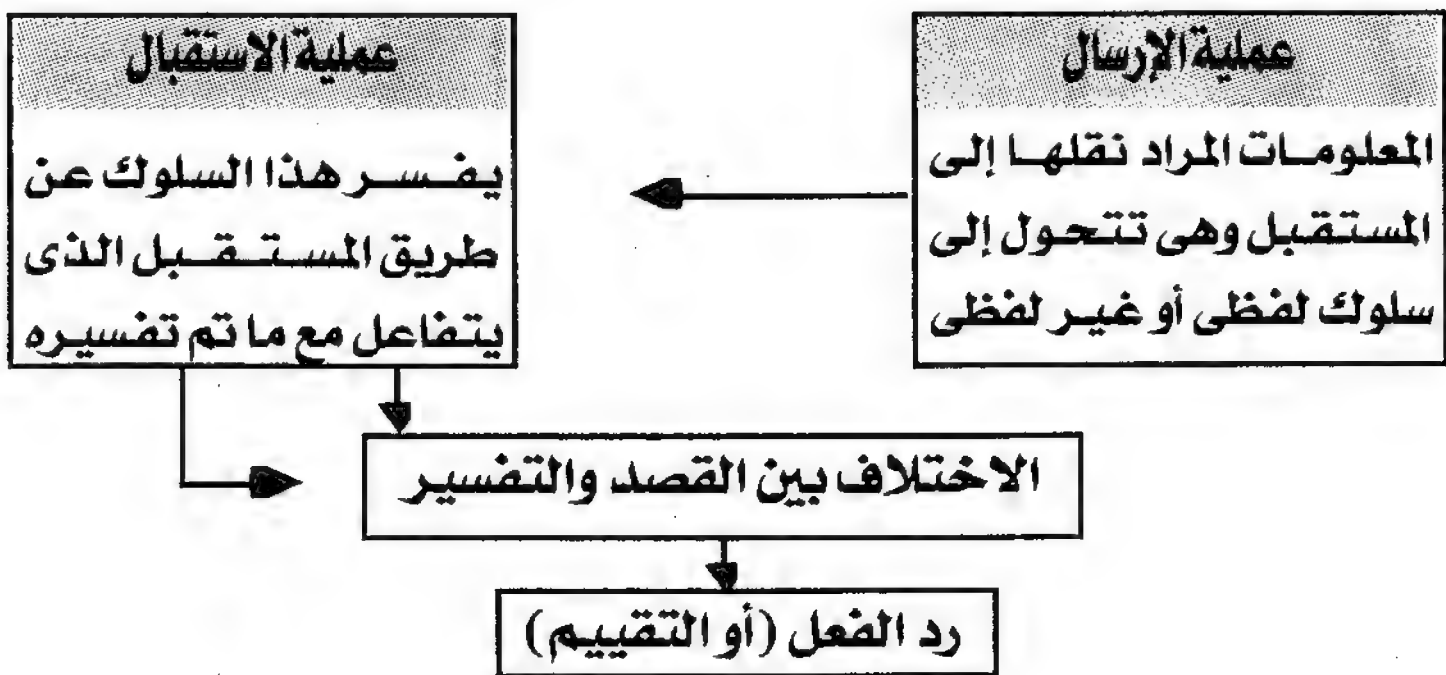 عملية الإرسال
المعلومات المراد نقلها إلى
المستقبل وهى تتحول إلى
سلوك لفظى أو غير لفظى
عملية الاستقبال
يفسر هذا السلوك عن
طريق المستقبل الذى
يتفاعل مع ما تم تفسيره
الاختلاف بين القصد والتفسير
رد الفعل (أو التقييم)